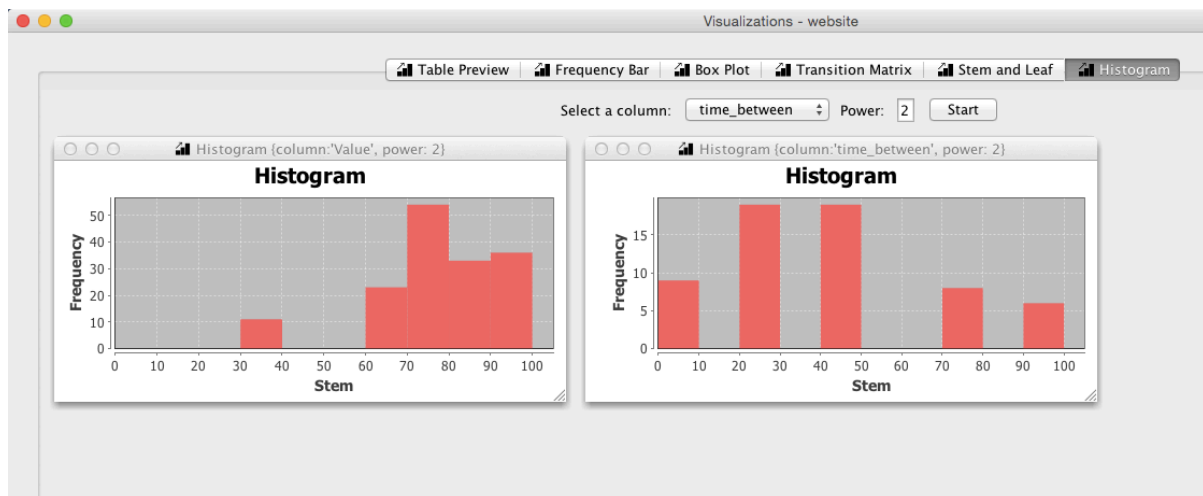 Visualizations - website
Table Preview Frequency Bar Box Plot Transition Matrix Stem and Leaf Histogram
Select a column: time_between Power: 2 Start
Histogram {column:'Value', power: 2}
Histogram
50
40
30
20
10
0
Frequency
0 10 20 30 40 50 60 70 80 90 100
Stem
Histogram {column:'time_between', power: 2}
Histogram
15
10
5
0
Frequency
0 10 20 30 40 50 60 70 80 90 100
Stem